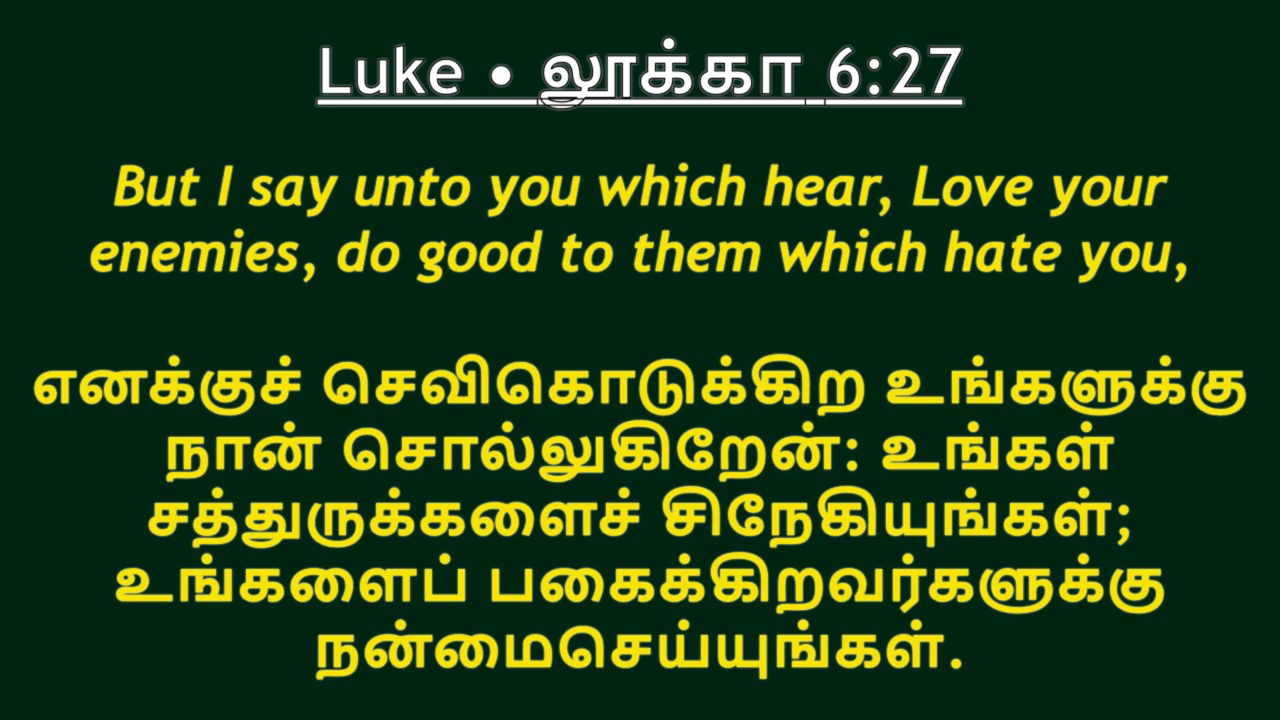 Luke • லூக்கா 6:27
But I say unto you which hear, Love your
enemies, do good to them which hate you,
எனக்குச் செவிகொடுக்கிற உங்களுக்கு
நான் சொல்லுகிறேன்: உங்கள்
சத்துருக்களைச் சிநேகியுங்கள்;
உங்களைப் பகைக்கிறவர்களுக்கு
நன்மைசெய்யுங்கள்.